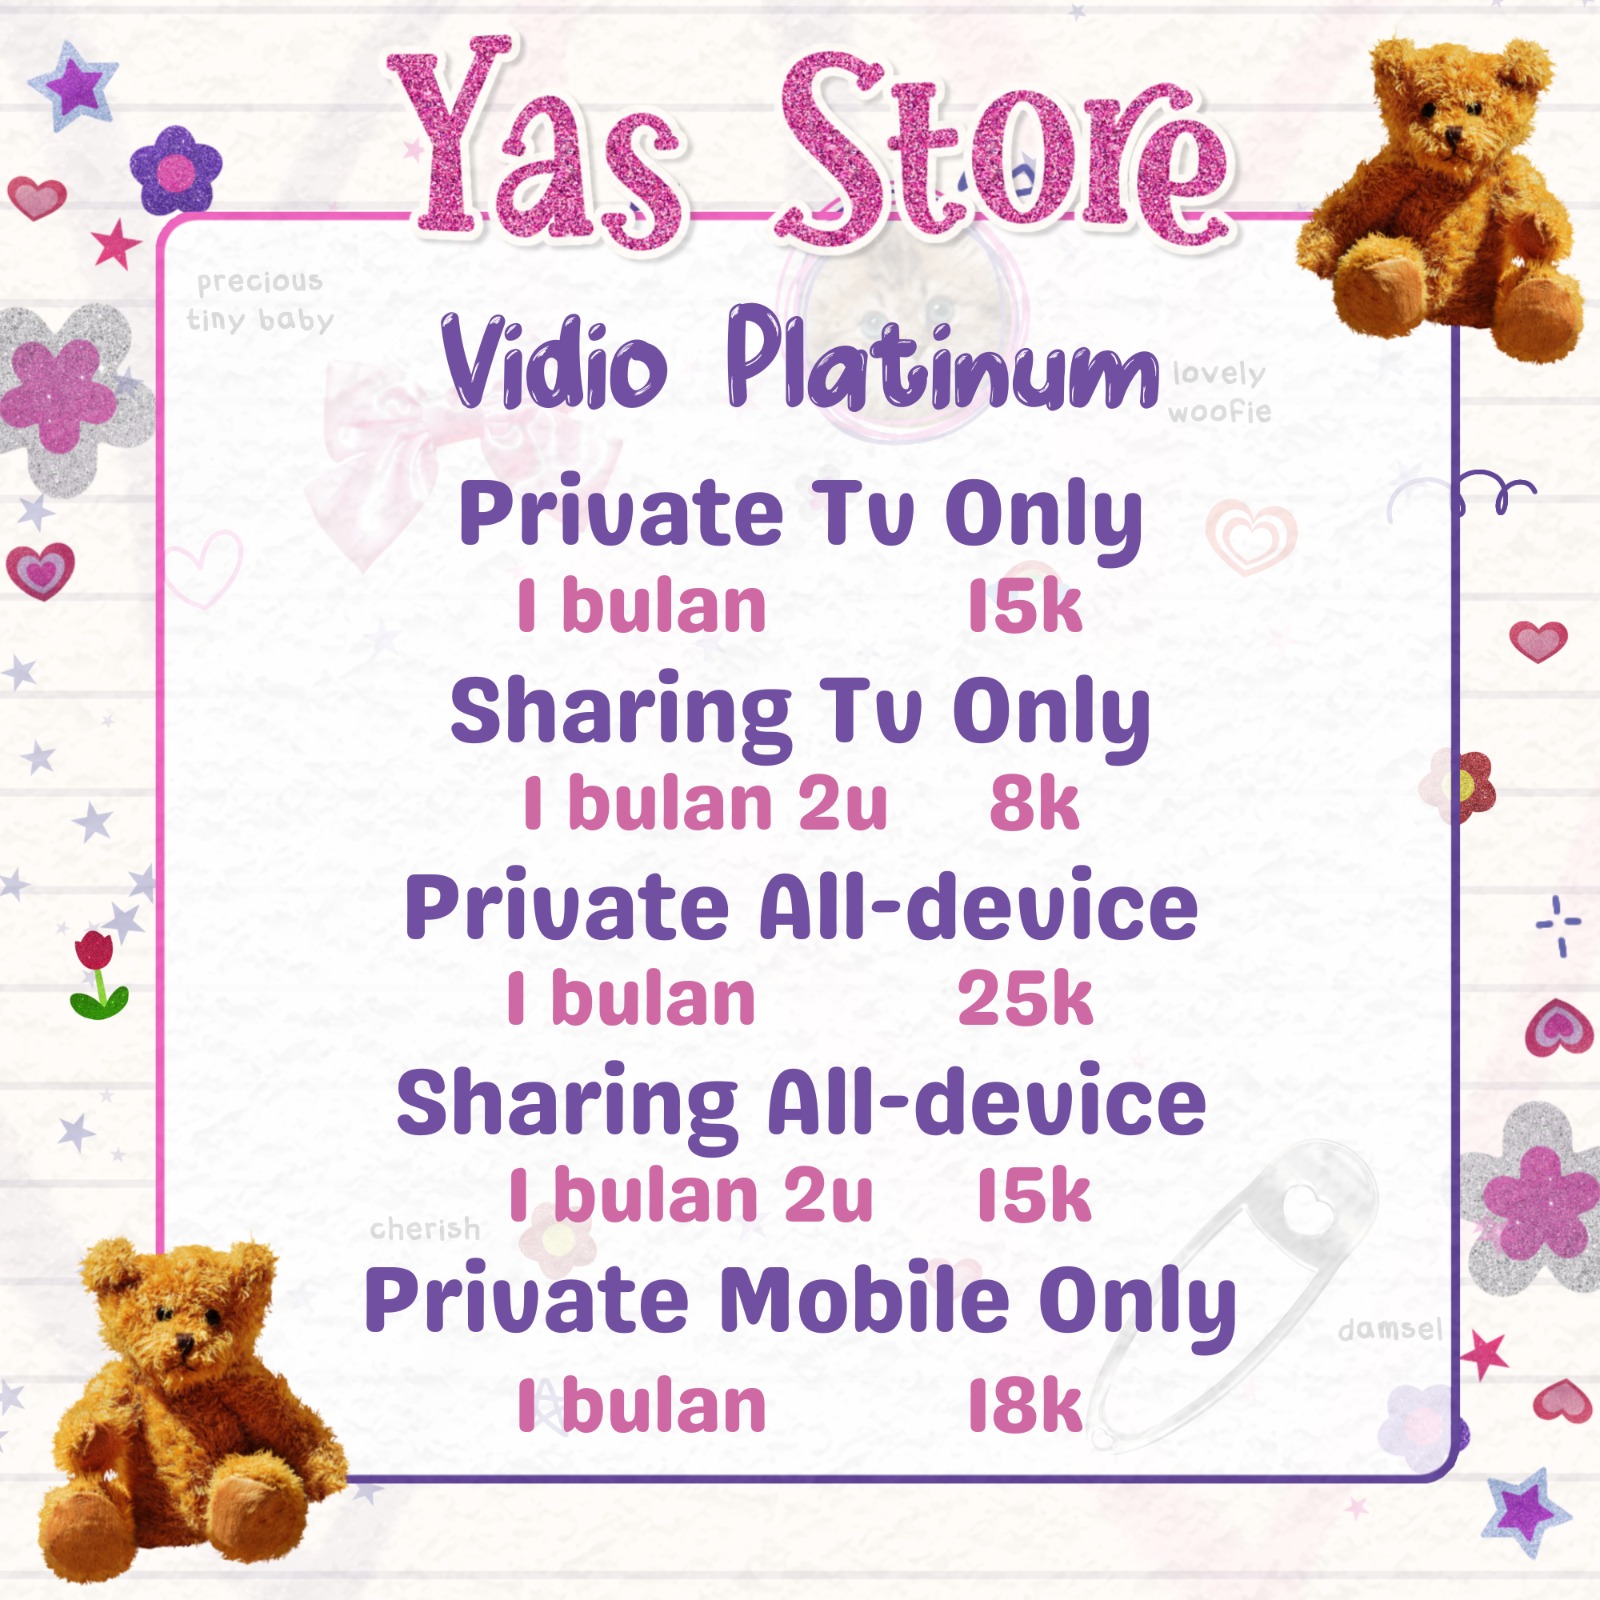 Yas Store
precious
tiny baby
Vidio Platinum
lovely
woofie
Private Tv Only
1 bulan 15k
Sharing Tv Only
1 bulan 2u 8k
Private All-device
1 bulan 25k
Sharing All-device
1 bulan 2u 15k
cherish
Private Mobile Only
damsel
1 bulan 18k